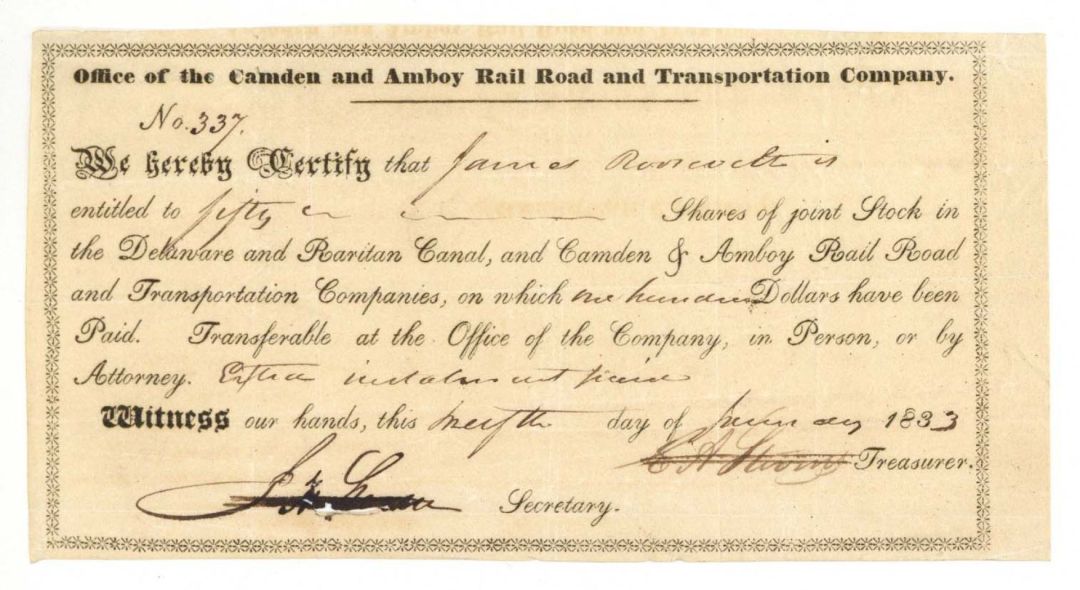 Office of the Camden and Amboy Rail Road and Transportation Company.
No. 337.
We hereby Certify that James Roosevelt is
entitled to fifty Shares of joint Stock in
the Delaware and Raritan Canal, and Camden & Amboy Rail Road
and Transportation Companies, on which one hundred Dollars have been
Paid. Transferable at the Office of the Company, in Person, or by
Attorney. Extra instalment paid
Witness our hands, this twelfth day of January 1833
E A Stevens Treasurer.
Secretary.